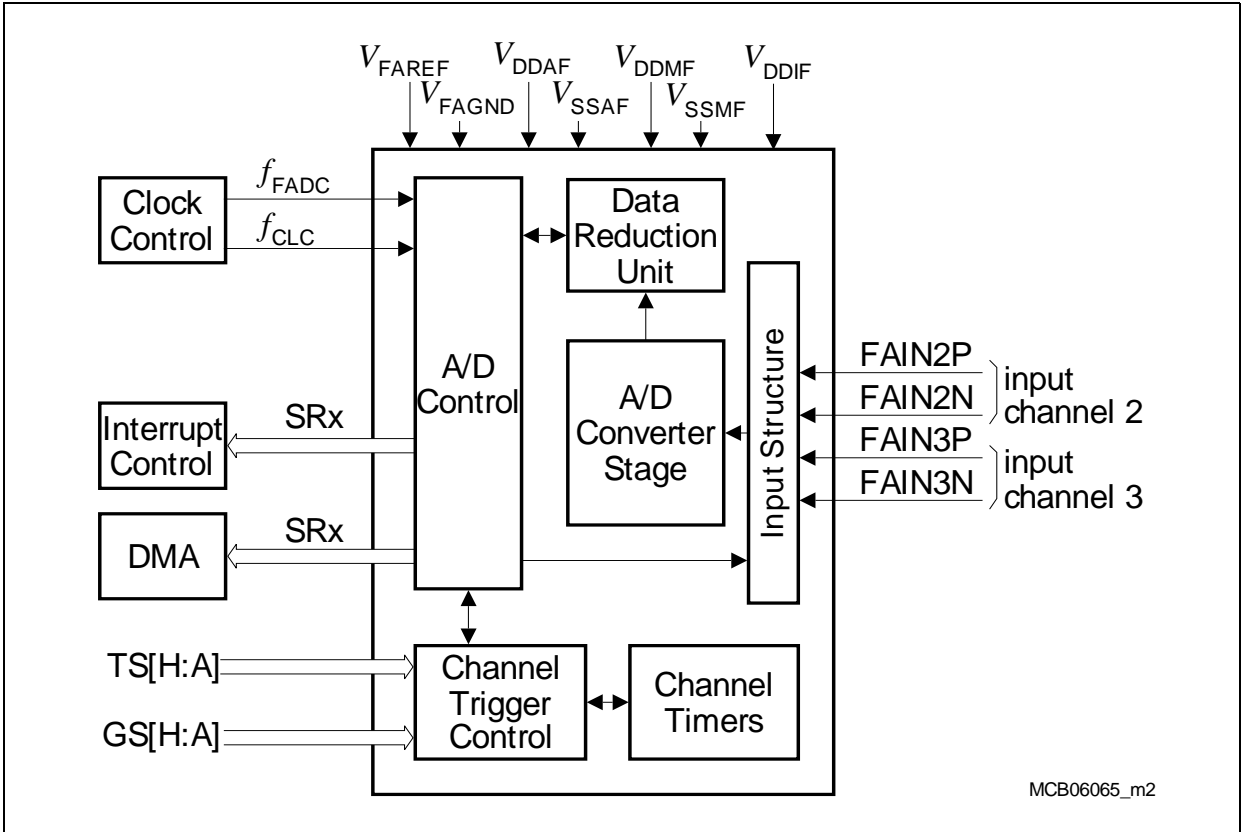 VFAREF
VDDAF
VDDMF
VDDIF
VFAGND
VSSAF
VSSMF
Clock
Control
fFADC
fCLC
A/D
Control
Data
Reduction
Unit
A/D
Converter
Stage
Input Structure
FAIN2P
FAIN2N
input
channel 2
FAIN3P
FAIN3N
input
channel 3
Interrupt
Control
SRx
DMA
SRx
TS[H:A]
GS[H:A]
Channel
Trigger
Control
Channel
Timers
MCB06065_m2